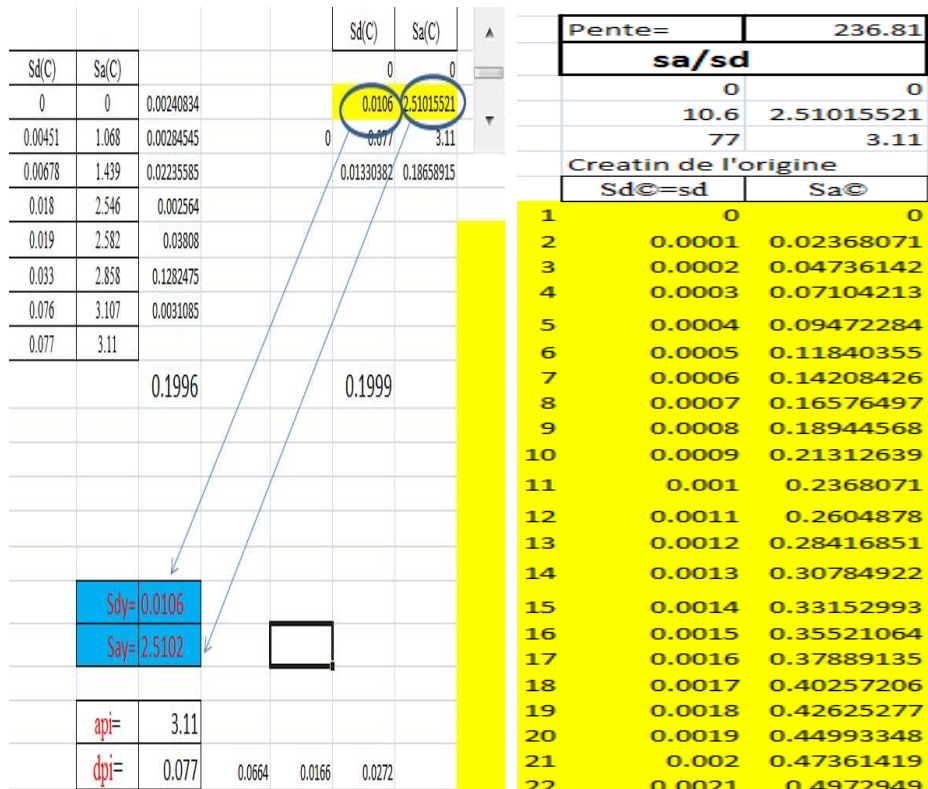 Sd(C) Sa(C)
Sd(C) Sa(C) 0 0
0 0 0.00240834 0.0106 2.51015521
0.00451 1.068 0.00284545 0 0.077 3.11
0.00678 1.439 0.02235585 0.01330382 0.18658915
0.018 2.546 0.002564
0.019 2.582 0.03808
0.033 2.858 0.1282475
0.076 3.107 0.0031085
0.077 3.11
0.1996 0.1999
Sdy= 0.0106
Say= 2.5102
api= 3.11
dpi= 0.077 0.0664 0.0166 0.0272
Pente= 236.81
sa/sd
0 0
10.6 2.51015521
77 3.11
Creatin de l'origine
Sd©=sd Sa©
1 0 0
2 0.0001 0.02368071
3 0.0002 0.04736142
4 0.0003 0.07104213
5 0.0004 0.09472284
6 0.0005 0.11840355
7 0.0006 0.14208426
8 0.0007 0.16576497
9 0.0008 0.18944568
10 0.0009 0.21312639
11 0.001 0.2368071
12 0.0011 0.2604878
13 0.0012 0.28416851
14 0.0013 0.30784922
15 0.0014 0.33152993
16 0.0015 0.35521064
17 0.0016 0.37889135
18 0.0017 0.40257206
19 0.0018 0.42625277
20 0.0019 0.44993348
21 0.002 0.47361419
22 0.0021 0.4972949